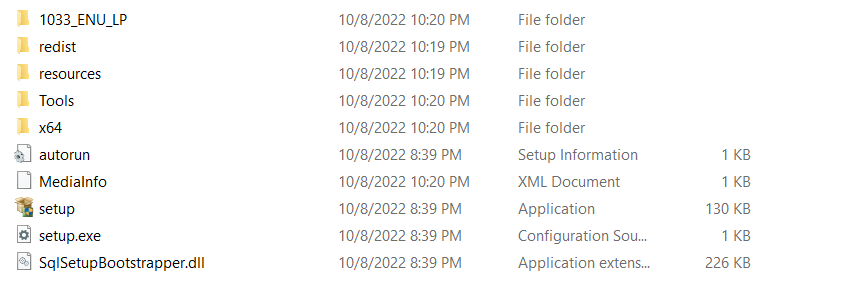 1033_ENU_LP 10/8/2022 10:20 PM File folder
redist 10/8/2022 10:19 PM File folder
resources 10/8/2022 10:19 PM File folder
Tools 10/8/2022 10:20 PM File folder
x64 10/8/2022 10:20 PM File folder
autorun 10/8/2022 8:39 PM Setup Information 1 KB
MediaInfo 10/8/2022 10:20 PM XML Document 1 KB
setup 10/8/2022 8:39 PM Application 130 KB
setup.exe 10/8/2022 8:39 PM Configuration Sou... 1 KB
SqlSetupBootstrapper.dll 10/8/2022 8:39 PM Application extens... 226 KB